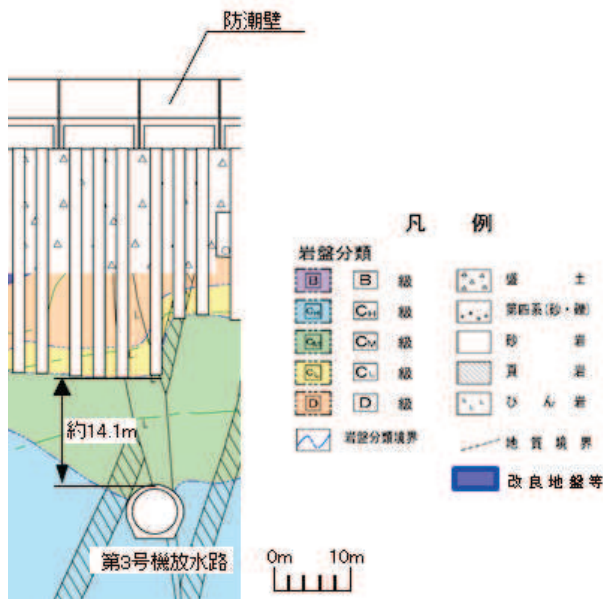 防潮壁
約14.1m
第3号機放水路
0m 10m
凡 例
岩盤分類
B B 級
CH CH 級
CM CM 級
CL CL 級
D D 級
岩盤分類境界
盛 土
第四系(砂・礫)
砂 岩
頁 岩
ひ ん 岩
地 質 境 界
改良地盤等